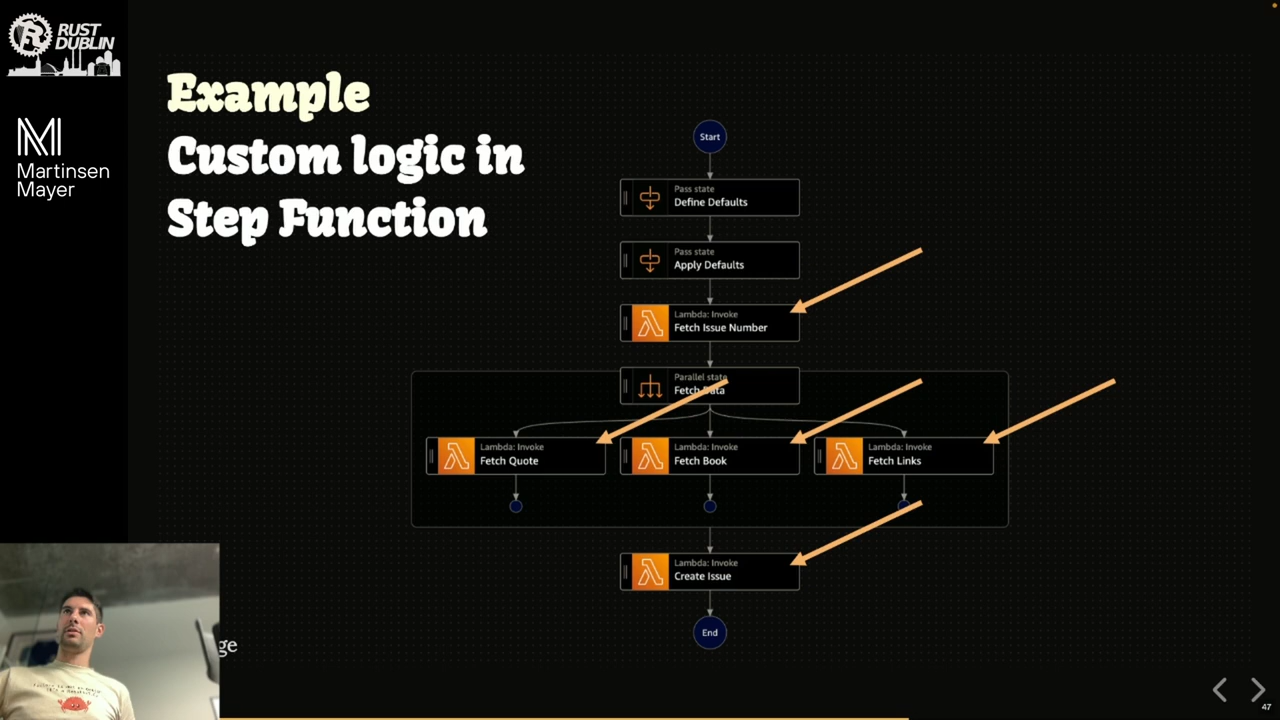 RUST
DUBLIN
Martinsen
Mayer
Example
Custom logic in
Step Function
Start
Pass state
Define Defaults
Pass state
Apply Defaults
Lambda: Invoke
Fetch Issue Number
Parallel state
Fetch Data
Lambda: Invoke
Fetch Quote
Lambda: Invoke
Fetch Book
Lambda: Invoke
Fetch Links
Lambda: Invoke
Create Issue
End
ge
47